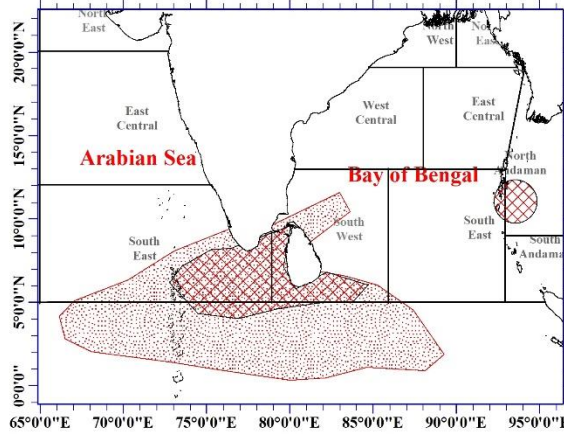 North
East
North
West
North
East
20°0'0"N
East
Central
West
Central
East
Central
15°0'0"N
Arabian Sea
Bay of Bengal
North
Andaman
10°0'0"N
South
East
South
West
South
East
South
Andaman
5°0'0"N
0°0'0"
65°0'0"E
70°0'0"E
75°0'0"E
80°0'0"E
85°0'0"E
90°0'0"E
95°0'0"E